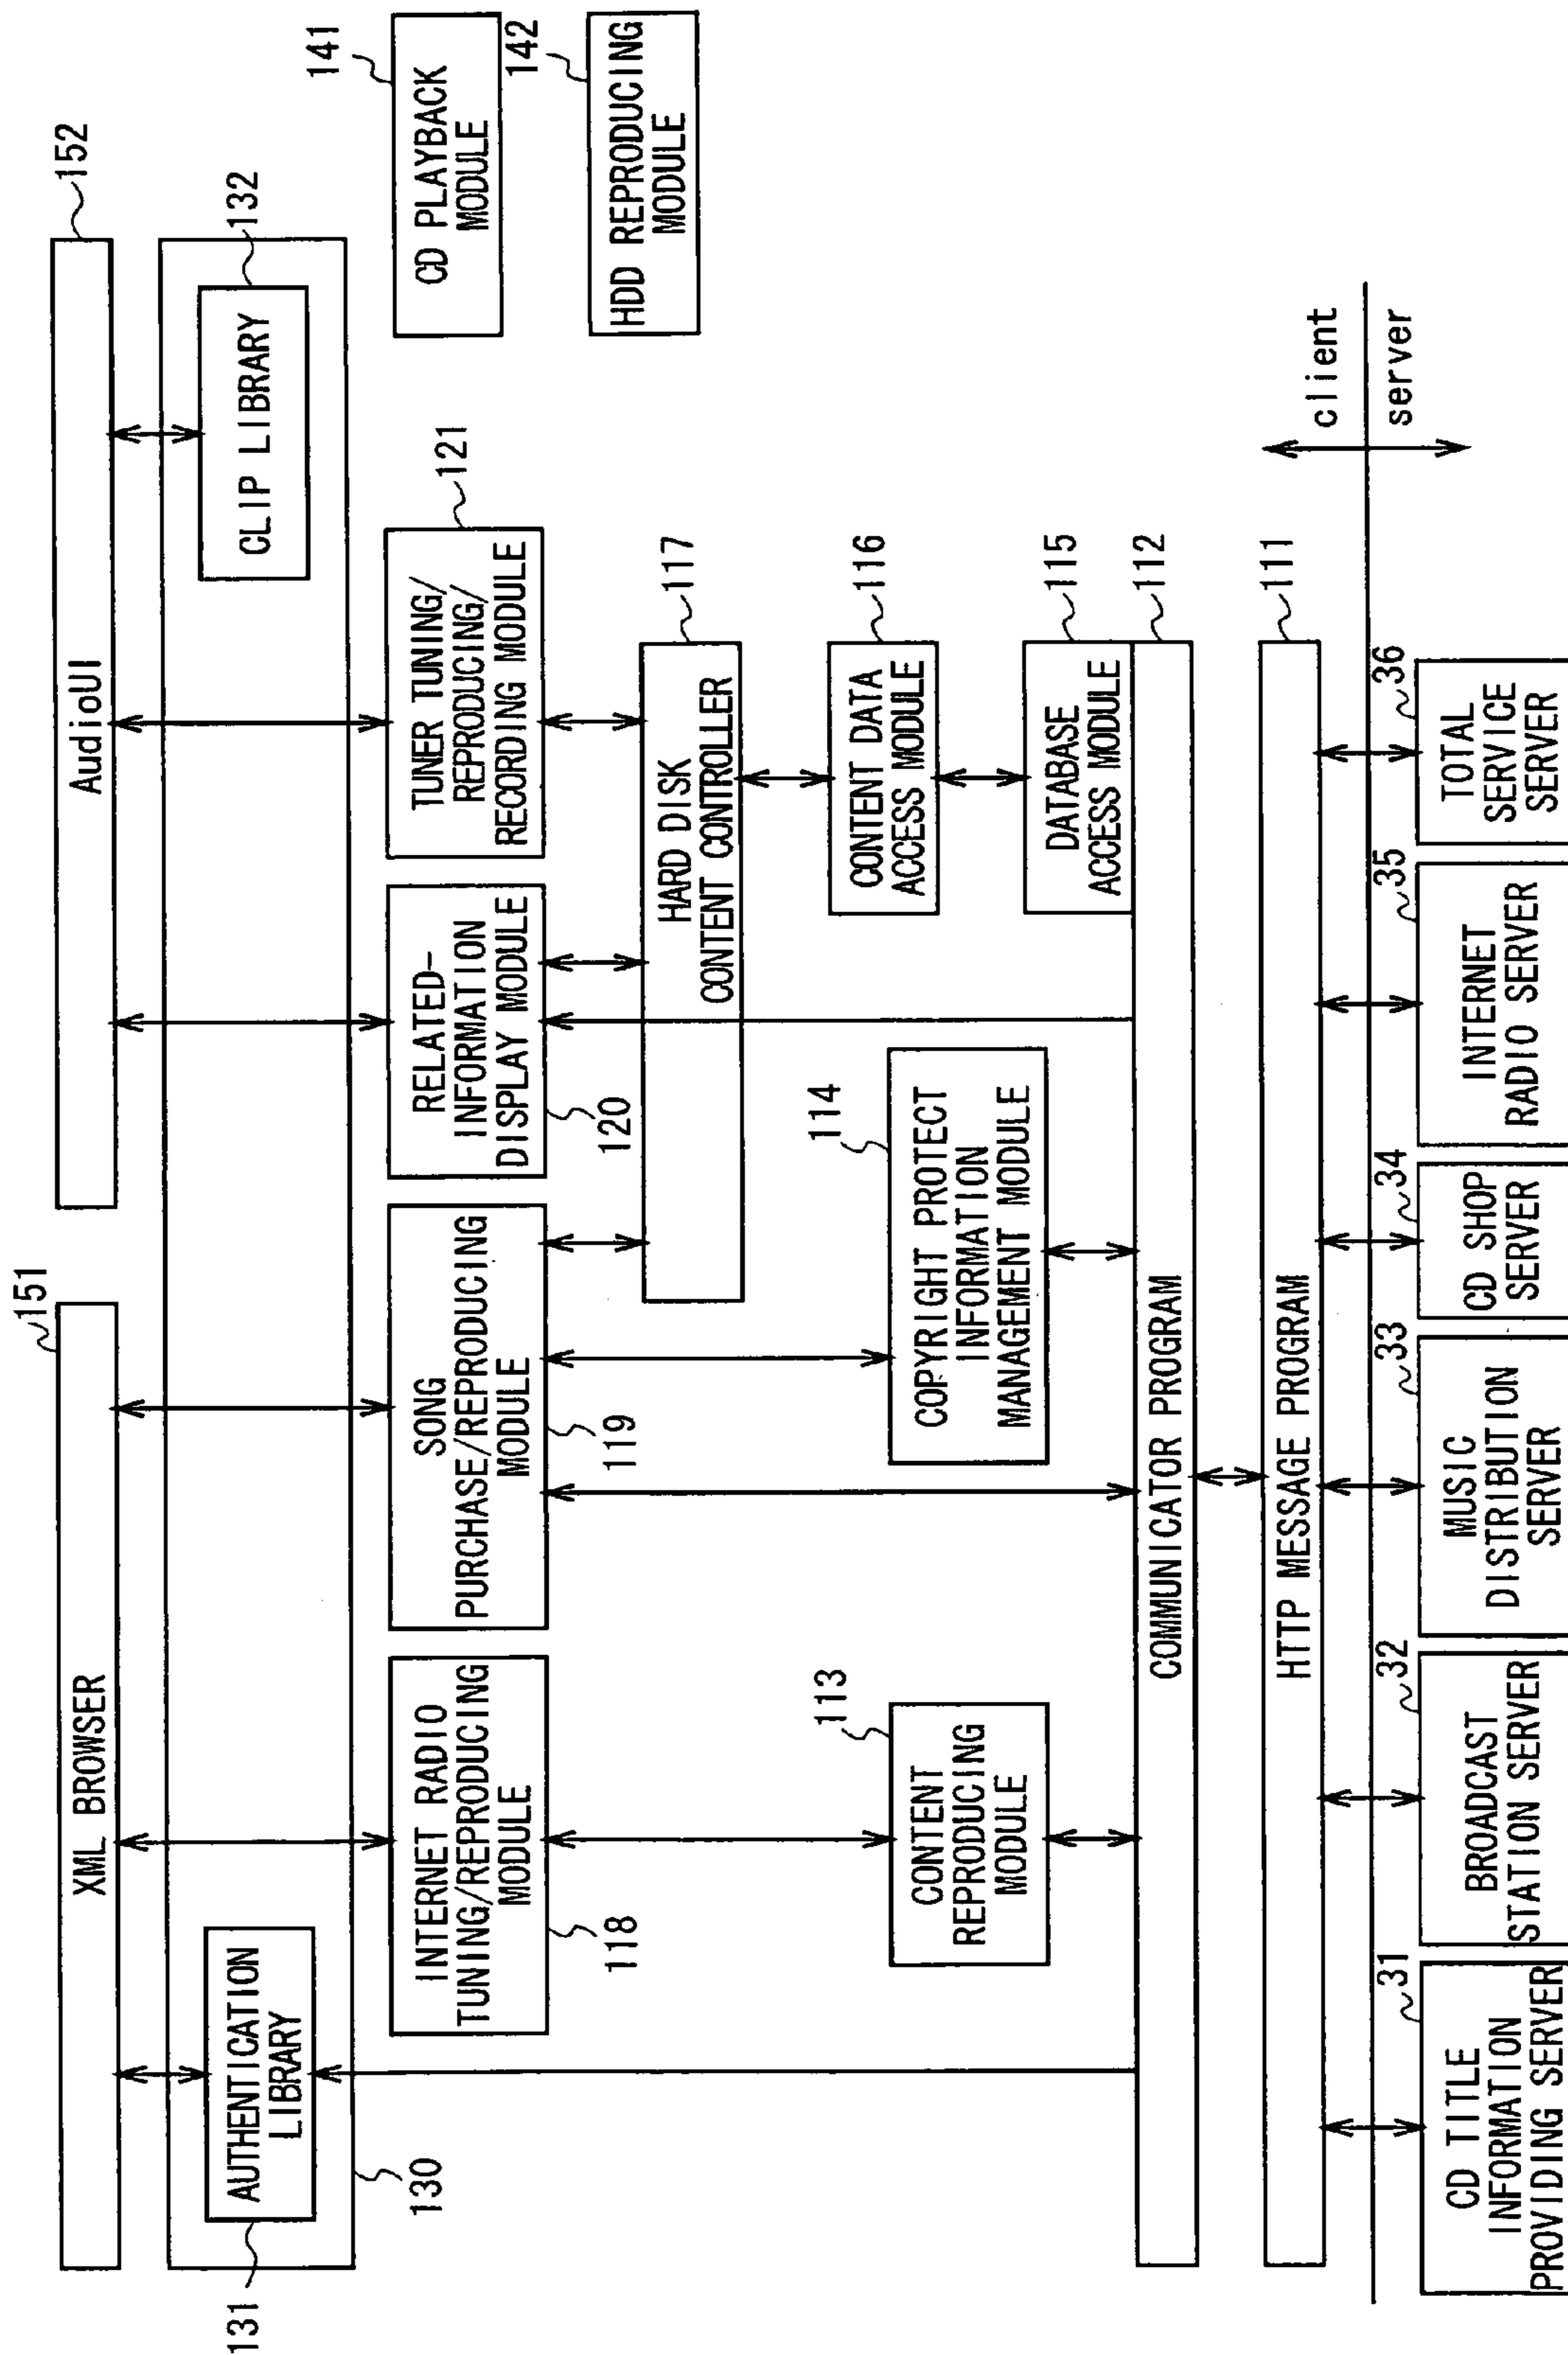 151
XML BROWSER
152
AudioUI
131
AUTHENTICATION
LIBRARY
130
132
CLIP LIBRARY
INTERNET RADIO
TUNING/REPRODUCING
MODULE
118
SONG
PURCHASE/REPRODUCING
MODULE
119
RELATED-
INFORMATION
DISPLAY MODULE
120
TUNER TUNING/
REPRODUCING/
RECORDING MODULE
121
141
CD PLAYBACK
MODULE
142
HDD REPRODUCING
MODULE
HARD DISK
CONTENT CONTROLLER
117
113
CONTENT
REPRODUCING
MODULE
114
COPYRIGHT PROTECT
INFORMATION
MANAGEMENT MODULE
CONTENT DATA
ACCESS MODULE
116
DATABASE
ACCESS MODULE
115
COMMUNICATOR PROGRAM
112
HTTP MESSAGE PROGRAM
111
client
server
31
CD TITLE
INFORMATION
PROVIDING SERVER
32
BROADCAST
STATION SERVER
33
MUSIC
DISTRIBUTION
SERVER
34
CD SHOP
SERVER
35
INTERNET
RADIO SERVER
36
TOTAL
SERVICE
SERVER